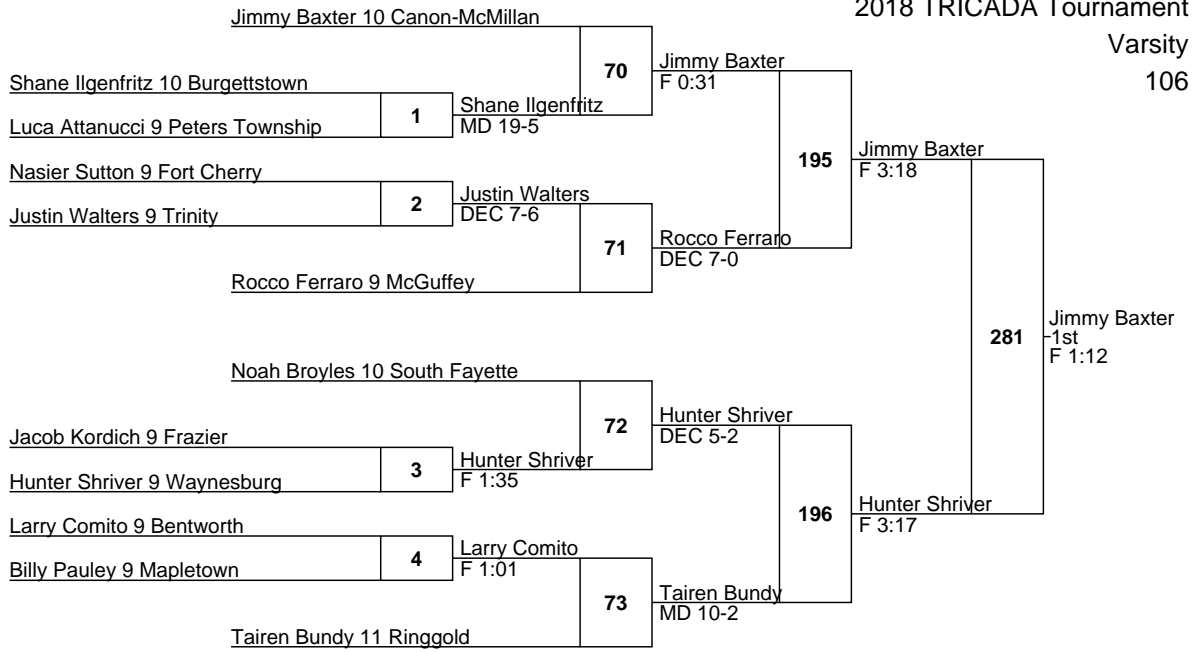 2018 TRICADA Tournament
Varsity
106
Jimmy Baxter 10 Canon-McMillan
70
Jimmy Baxter
F 0:31
Shane Ilgenfritz 10 Burgettstown
1
Shane Ilgenfritz
MD 19-5
Luca Attanucci 9 Peters Township
195
Jimmy Baxter
F 3:18
Nasier Sutton 9 Fort Cherry
2
Justin Walters
DEC 7-6
Justin Walters 9 Trinity
71
Rocco Ferraro
DEC 7-0
Rocco Ferraro 9 McGuffey
281
Jimmy Baxter
1st
F 1:12
Noah Broyles 10 South Fayette
72
Hunter Shriver
DEC 5-2
Jacob Kordich 9 Frazier
3
Hunter Shriver
F 1:35
Hunter Shriver 9 Waynesburg
196
Hunter Shriver
F 3:17
Larry Comito 9 Bentworth
4
Larry Comito
F 1:01
Billy Pauley 9 Mapletown
73
Tairen Bundy
MD 10-2
Tairen Bundy 11 Ringgold